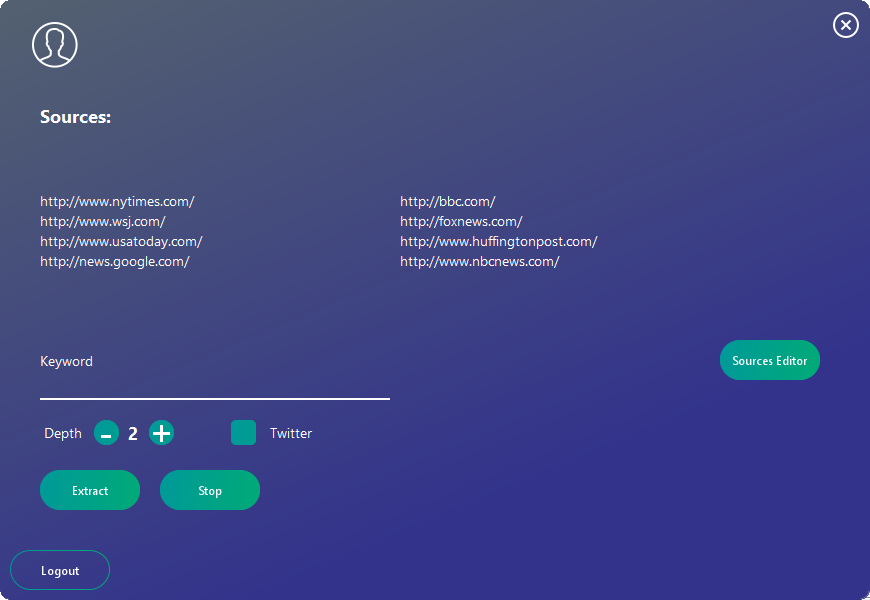 Sources:
http://www.nytimes.com/
http://www.wsj.com/
http://www.usatoday.com/
http://news.google.com/
http://bbc.com/
http://foxnews.com/
http://www.huffingtonpost.com/
http://www.nbcnews.com/
Keyword
Sources Editor
Depth - 2 + Twitter
Extract
Stop
Logout